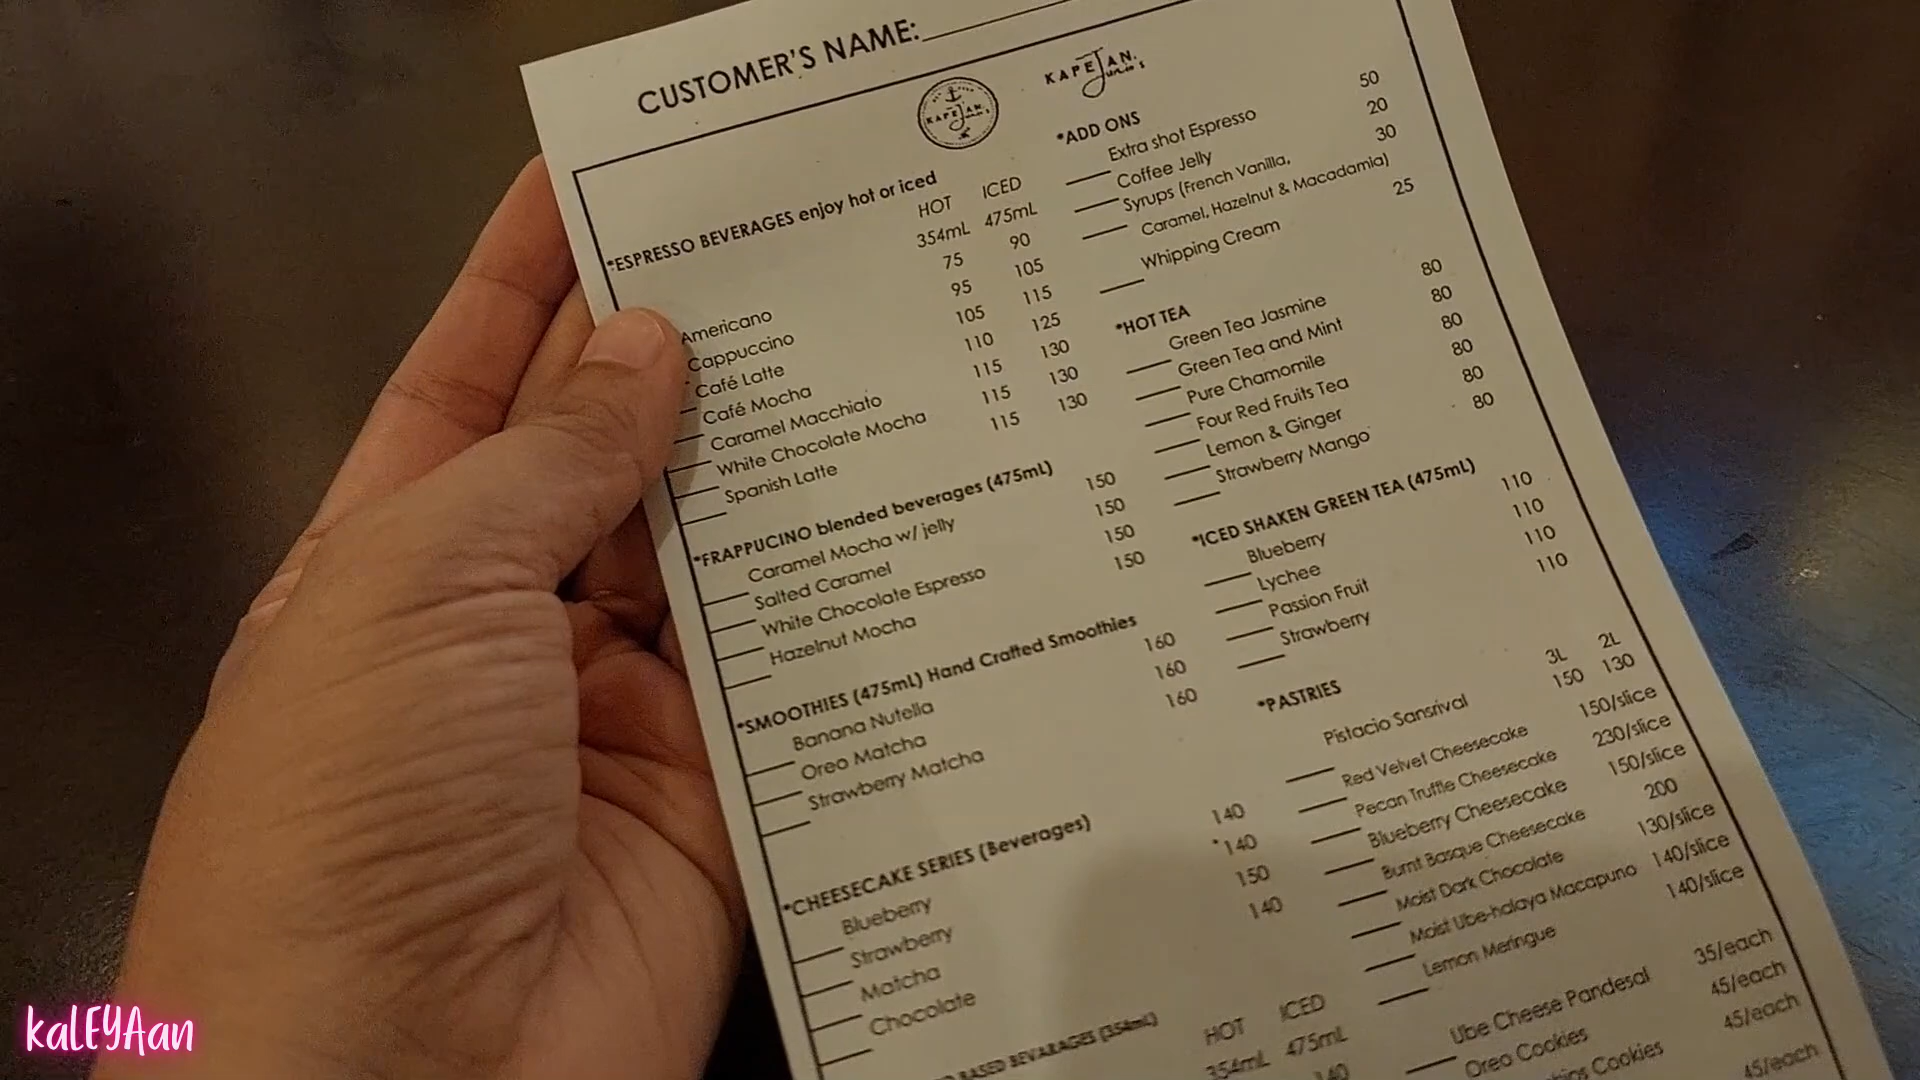 CUSTOMER'S NAME:
KAPEJAN.
Junio's
KAPEJAN.
Junio's
*ESPRESSO BEVERAGES enjoy hot or iced
HOT ICED
354mL 475mL
Americano 75 90
Cappuccino 95 105
Café Latte 105 115
Café Mocha 110 125
Caramel Macchiato 115 130
White Chocolate Mocha 115 130
Spanish Latte 115 130
*FRAPPUCINO blended beverages (475mL)
Caramel Mocha w/ jelly 150
Salted Caramel 150
White Chocolate Espresso 150
Hazelnut Mocha 150
*SMOOTHIES (475mL) Hand Crafted Smoothies
Banana Nutella 160
Oreo Matcha 160
Strawberry Matcha 160
*CHEESECAKE SERIES (Beverages)
Blueberry 140
Strawberry 140
Matcha 150
Chocolate 140
BASED BEVARAGES (354mL)
HOT ICED
354mL 475mL
140
*ADD ONS
Extra shot Espresso 50
Coffee Jelly 20
Syrups (French Vanilla, 30
Caramel, Hazelnut & Macadamia)
Whipping Cream 25
*HOT TEA
Green Tea Jasmine 80
Green Tea and Mint 80
Pure Chamomile 80
Four Red Fruits Tea 80
Lemon & Ginger 80
Strawberry Mango 80
*ICED SHAKEN GREEN TEA (475mL)
Blueberry 110
Lychee 110
Passion Fruit 110
Strawberry 110
*PASTRIES
3L 2L
Pistacio Sansrival 150 130
Red Velvet Cheesecake 150/slice
Pecan Truffle Cheesecake 230/slice
Blueberry Cheesecake 150/slice
Burnt Basque Cheesecake 200
Moist Dark Chocolate 130/slice
Moist Ube-halaya Macapuno 140/slice
Lemon Meringue 140/slice
Ube Cheese Pandesal 35/each
Oreo Cookies 45/each
Cookies 45/each
45/each
kalEYAan